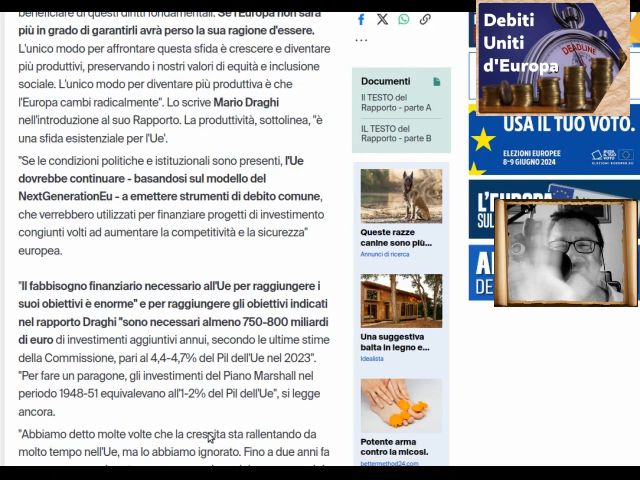 beneficiario di questi diritti fondamentali. Se l'Europa non sarà
più in grado di garantirli avrà perso la sua ragione d'essere.
L'unico modo per affrontare questa sfida è crescere e diventare
più produttivi, preservando i nostri valori di equità e inclusione
sociale. L'unico modo per diventare più produttiva è che
l'Europa cambi radicalmente". Lo scrive Mario Draghi
nell'introduzione al suo Rapporto. La produttività, sottolinea, "è
una sfida esistenziale per l'Ue'.
"Se le condizioni politiche e istituzionali sono presenti, l'Ue
dovrebbe continuare - basandosi sul modello del
NextGenerationEu - a emettere strumenti di debito comune,
che verrebbero utilizzati per finanziare progetti di investimento
congiunti volti ad aumentare la competitività e la sicurezza"
europea.
"Il fabbisogno finanziario necessario all'Ue per raggiungere i
suoi obiettivi è enorme" e per raggiungere gli obiettivi indicati
nel rapporto Draghi "sono necessari almeno 750-800 miliardi
di euro di investimenti aggiuntivi annui, secondo le ultime stime
della Commissione, pari al 4,4-4,7% del Pil dell'Ue nel 2023".
"Per fare un paragone, gli investimenti del Piano Marshall nel
periodo 1948-51 equivalevano all'1-2% del Pil dell'Ue", si legge
ancora.
"Abbiamo detto molte volte che la crescita sta rallentando da
molto tempo nell'Ue, ma lo abbiamo ignorato. Fino a due anni fa
...
Documenti
Il TESTO del
Rapporto - parte A
IL TESTO del
Rapporto - parte B
Queste razze
canine sono più...
Annunci di ricerca
Una suggestiva
baita in legno e...
Idealista
Potente arma
contro la micosi.
bettermethod24.com
Debiti
Uniti
d'Europa
DEADLINE
USA IL TUO VOTO.
ELEZIONI EUROPEE
8-9 GIUGNO 2024
L'EUROPA
SUL
DE